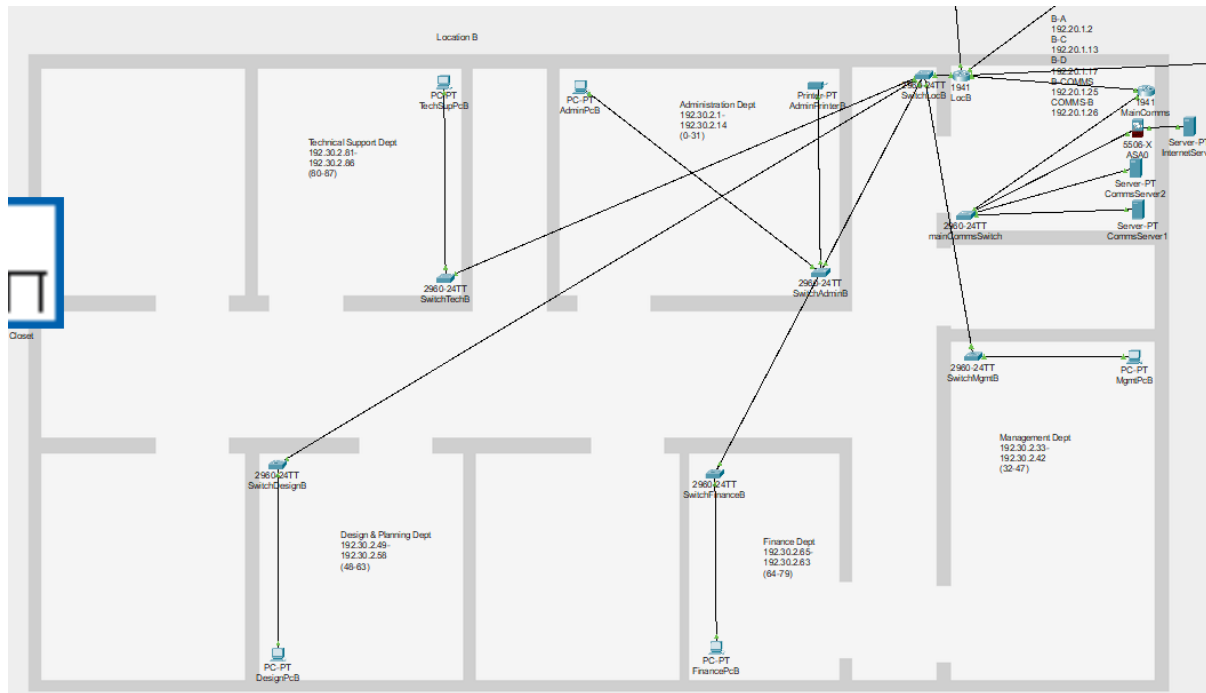 Location B
B-A
192.20.1.2
B-C
192.20.1.13
B-D
192.20.1.17
B-COMMS
192.20.1.25
COMMS-B
192.20.1.26
PC-PT
TechSupPcB
PC-PT
AdminPcB
Printer-PT
AdminPrinterB
Administration Dept
192.30.2.1-
192.30.2.14
(0-31)
2960-24TT
SwitchLocB
1941
LocB
1941
MainComms
Technical Support Dept
192.30.2.81-
192.30.2.86
(80-87)
5506-X
ASA0
Server-PT
InternetServ
Server-PT
CommsServer2
Server-PT
CommsServer1
2960-24TT
mainCommsSwitch
2960-24TT
SwitchTechB
2960-24TT
SwitchAdminB
Closet
2960-24TT
SwitchMgmtB
PC-PT
MgmtPcB
Management Dept
192.30.2.33-
192.30.2.42
(32-47)
2960-24TT
SwitchDesignB
2960-24TT
SwitchFinanceB
Design & Planning Dept
192.30.2.49-
192.30.2.58
(48-63)
Finance Dept
192.30.2.65-
192.30.2.63
(64-79)
PC-PT
DesignPcB
PC-PT
FinancePcB